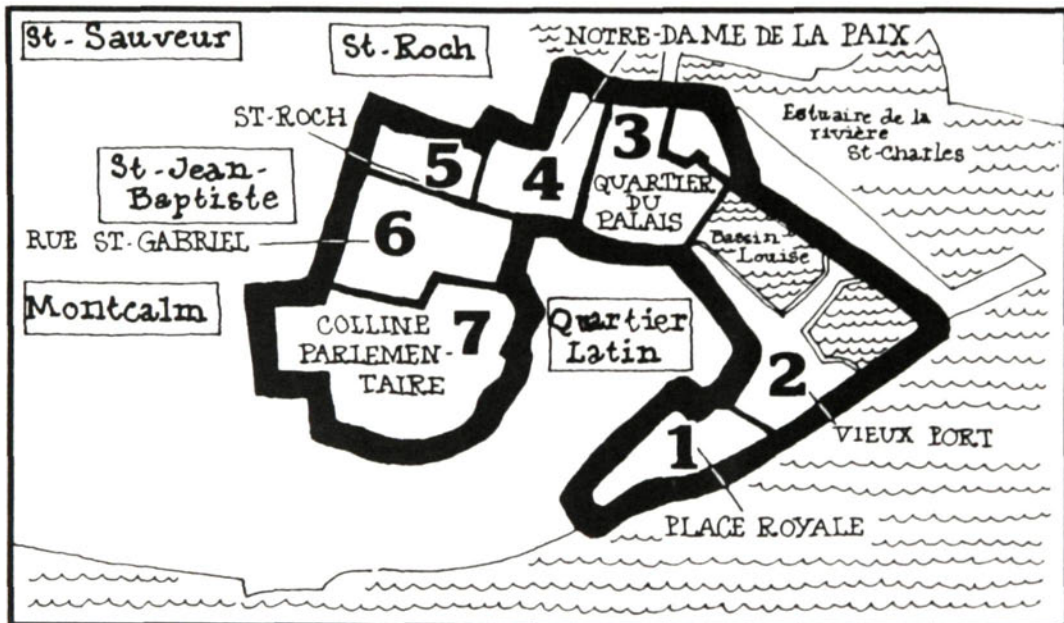 St-Sauveur
St-Roch
NOTRE-DAME DE LA PAIX
ST-ROCH
3
Estuaire de la
rivière
St-Charles
St-Jean-
Baptiste
5
4
QUARTIER
DU
PALAIS
RUE ST-GABRIEL
6
Bassin
Louise
Montcalm
COLLINE
PARLEMEN-
TAIRE
7
Quartier
Latin
2
VIEUX PORT
1
PLACE ROYALE